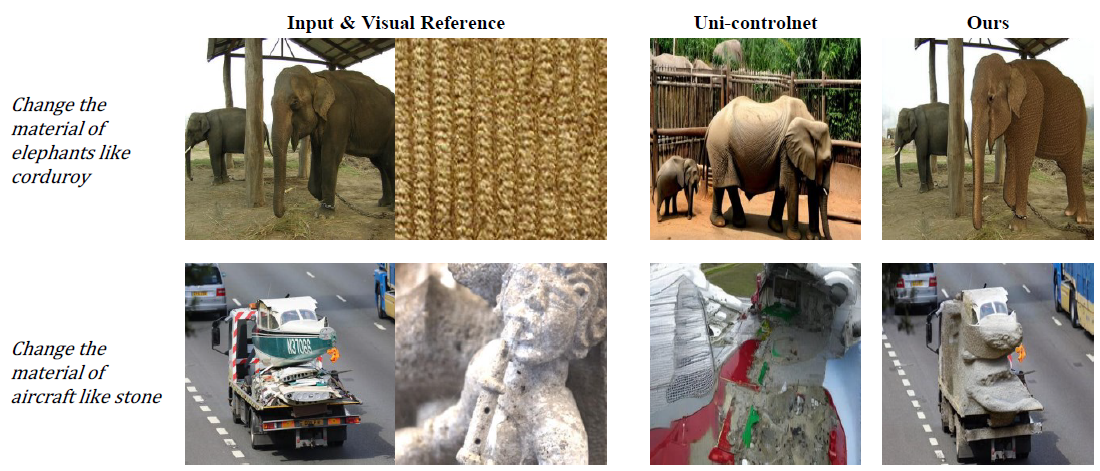 Input & Visual Reference
Uni-controlnet
Ours
Change the
material of
elephants like
corduroy
Change the
material of
aircraft like stone
N3706S